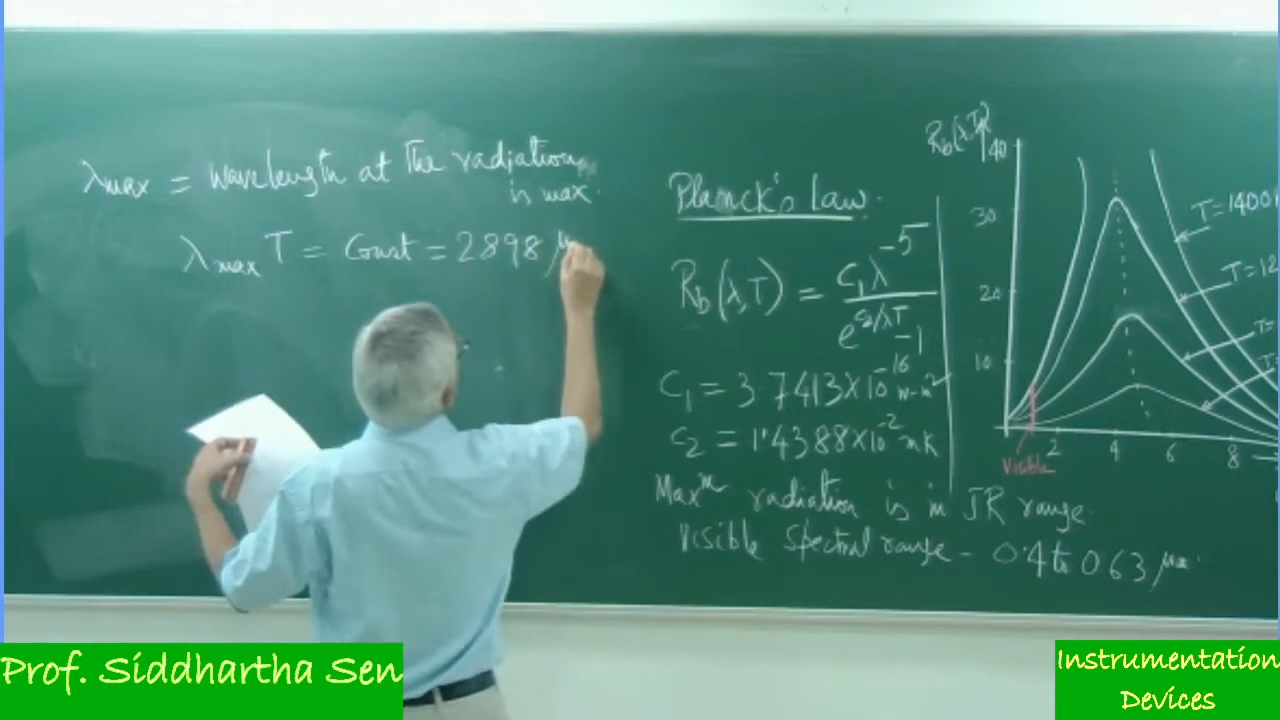 λmax = wavelength at the radiation
is max.
λmax T = Const = 2898 μ
Planck's Law.
Rb(λ,T) = C1λ^-5 / e^c2/λT -1
C1 = 3.7413×10^-16 w-m²
C2 = 1.4388×10^-2 mK
Max^m radiation is in IR range.
Visible spectral range - 0.4 to 0.63 μm.
Rb(λ,T)
40
30
20
10
2 4 6 8
Visible
T=1400
T=12
T=
T=
Prof. Siddhartha Sen
Instrumentation
Devices